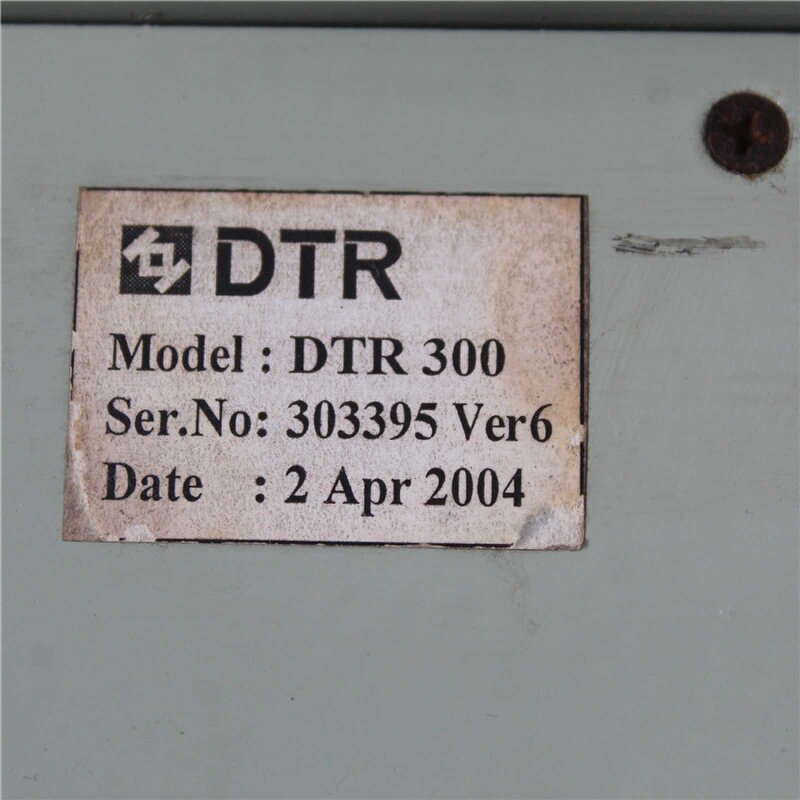 DTR
Model : DTR 300
Ser.No: 303395 Ver6
Date : 2 Apr 2004